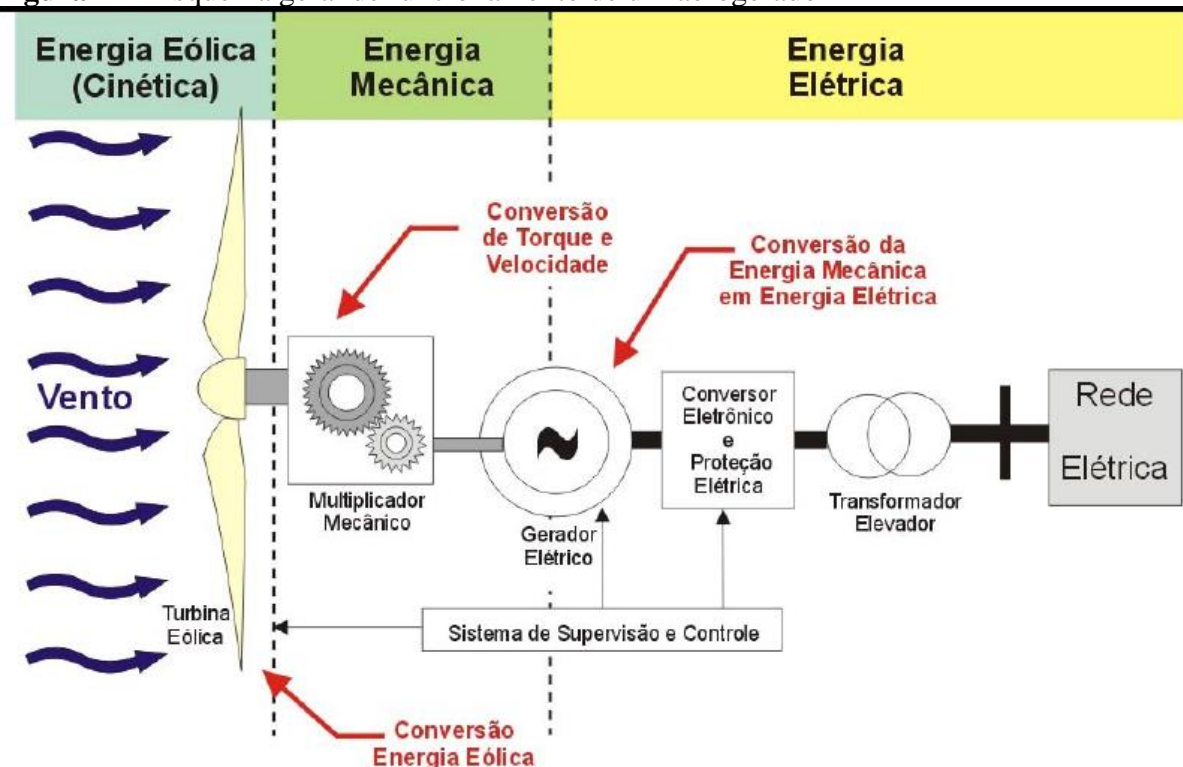 Energia Eólica
(Cinética)
Energia
Mecânica
Energia
Elétrica
Conversão
de Torque e
Velocidade
Conversão da
Energia Mecânica
em Energia Elétrica
Vento
Multiplicador
Mecânico
Gerador
Elétrico
Conversor
Eletrônico
e
Proteção
Elétrica
Transformador
Elevador
Rede
Elétrica
Turbina
Eólica
Sistema de Supervisão e Controle
Conversão
Energia Eólica